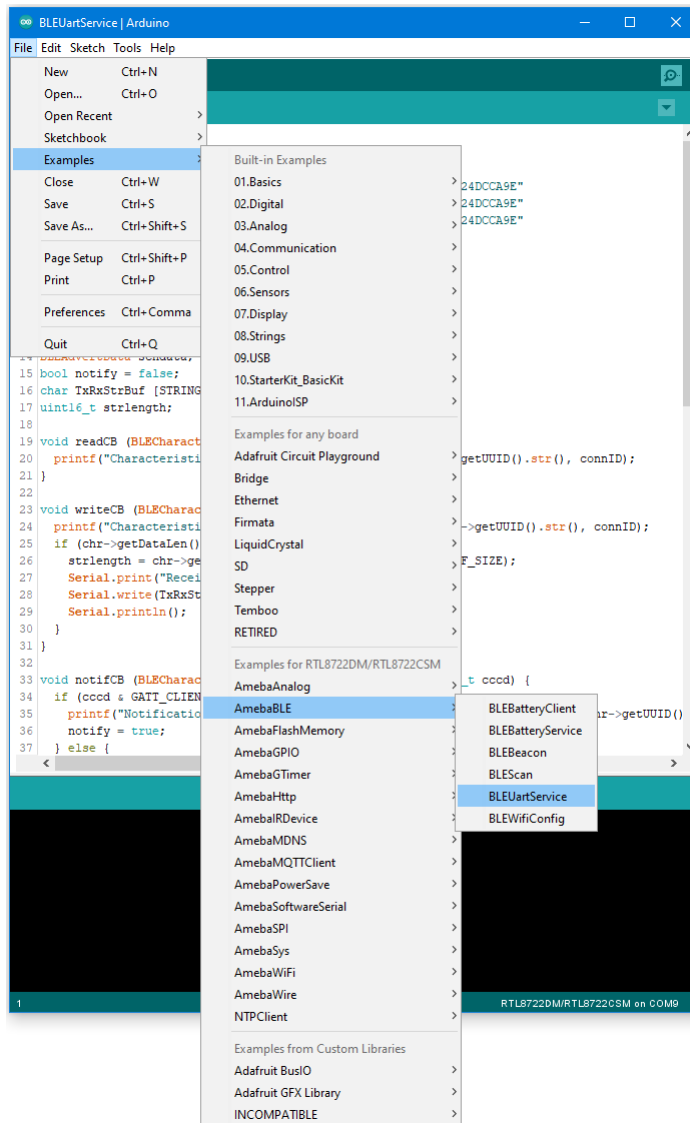 BLEUartService | Arduino
File Edit Sketch Tools Help
New Ctrl+N
Open... Ctrl+O
Open Recent
Sketchbook
Examples
Close Ctrl+W
Save Ctrl+S
Save As... Ctrl+Shift+S
Page Setup Ctrl+Shift+P
Print Ctrl+P
Preferences Ctrl+Comma
Quit Ctrl+Q
Built-in Examples
01.Basics
02.Digital
03.Analog
04.Communication
05.Control
06.Sensors
07.Display
08.Strings
09.USB
10.StarterKit_BasicKit
11.ArduinoISP
Examples for any board
Adafruit Circuit Playground
Bridge
Ethernet
Firmata
LiquidCrystal
SD
Stepper
Temboo
RETIRED
Examples for RTL8722DM/RTL8722CSM
AmebaAnalog
AmebaBLE
AmebaFlashMemory
AmebaGPIO
AmebaGTimer
AmebaHttp
AmebaIRDevice
AmebaMDNS
AmebaMQTTClient
AmebaPowerSave
AmebaSoftwareSerial
AmebaSPI
AmebaSys
AmebaWiFi
AmebaWire
NTPClient
Examples from Custom Libraries
Adafruit BusIO
Adafruit GFX Library
INCOMPATIBLE
BLEBatteryClient
BLEBatteryService
BLEBeacon
BLEScan
BLEUartService
BLEWifiConfig
24DCCA9E"
24DCCA9E"
24DCCA9E"
14
15 bool notify = false;
16 char TxRxStrBuf [STRING
17 uint16_t strlength;
18
19 void readCB (BLECharact
20 printf("Characteristi getUUID().str(), connID);
21 }
22
23 void writeCB (BLECharac
24 printf("Characteristi ->getUUID().str(), connID);
25 if (chr->getDataLen()
26 strlength = chr->ge F_SIZE);
27 Serial.print("Recei
28 Serial.write(TxRxSt
29 Serial.println();
30 }
31 }
32
33 void notifCB (BLECharac _t cccd) {
34 if (cccd & GATT_CLIEN
35 printf("Notificatio hr->getUUID()
36 notify = true;
37 } else {
1 RTL8722DM/RTL8722CSM on COM9